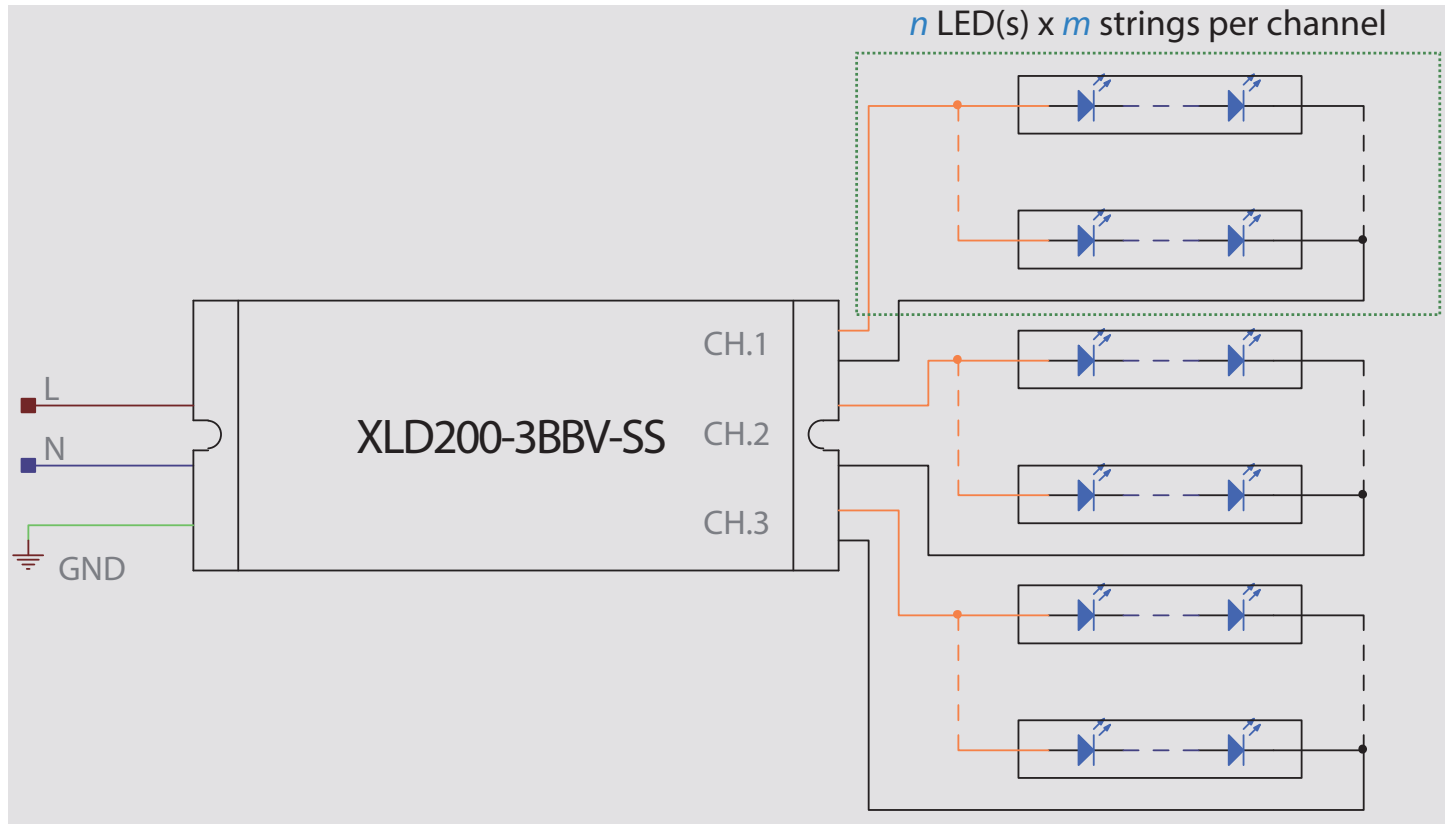 n LED(s) x m strings per channel
CH.1
L
XLD200-3BBV-SS
CH.2
N
CH.3
GND